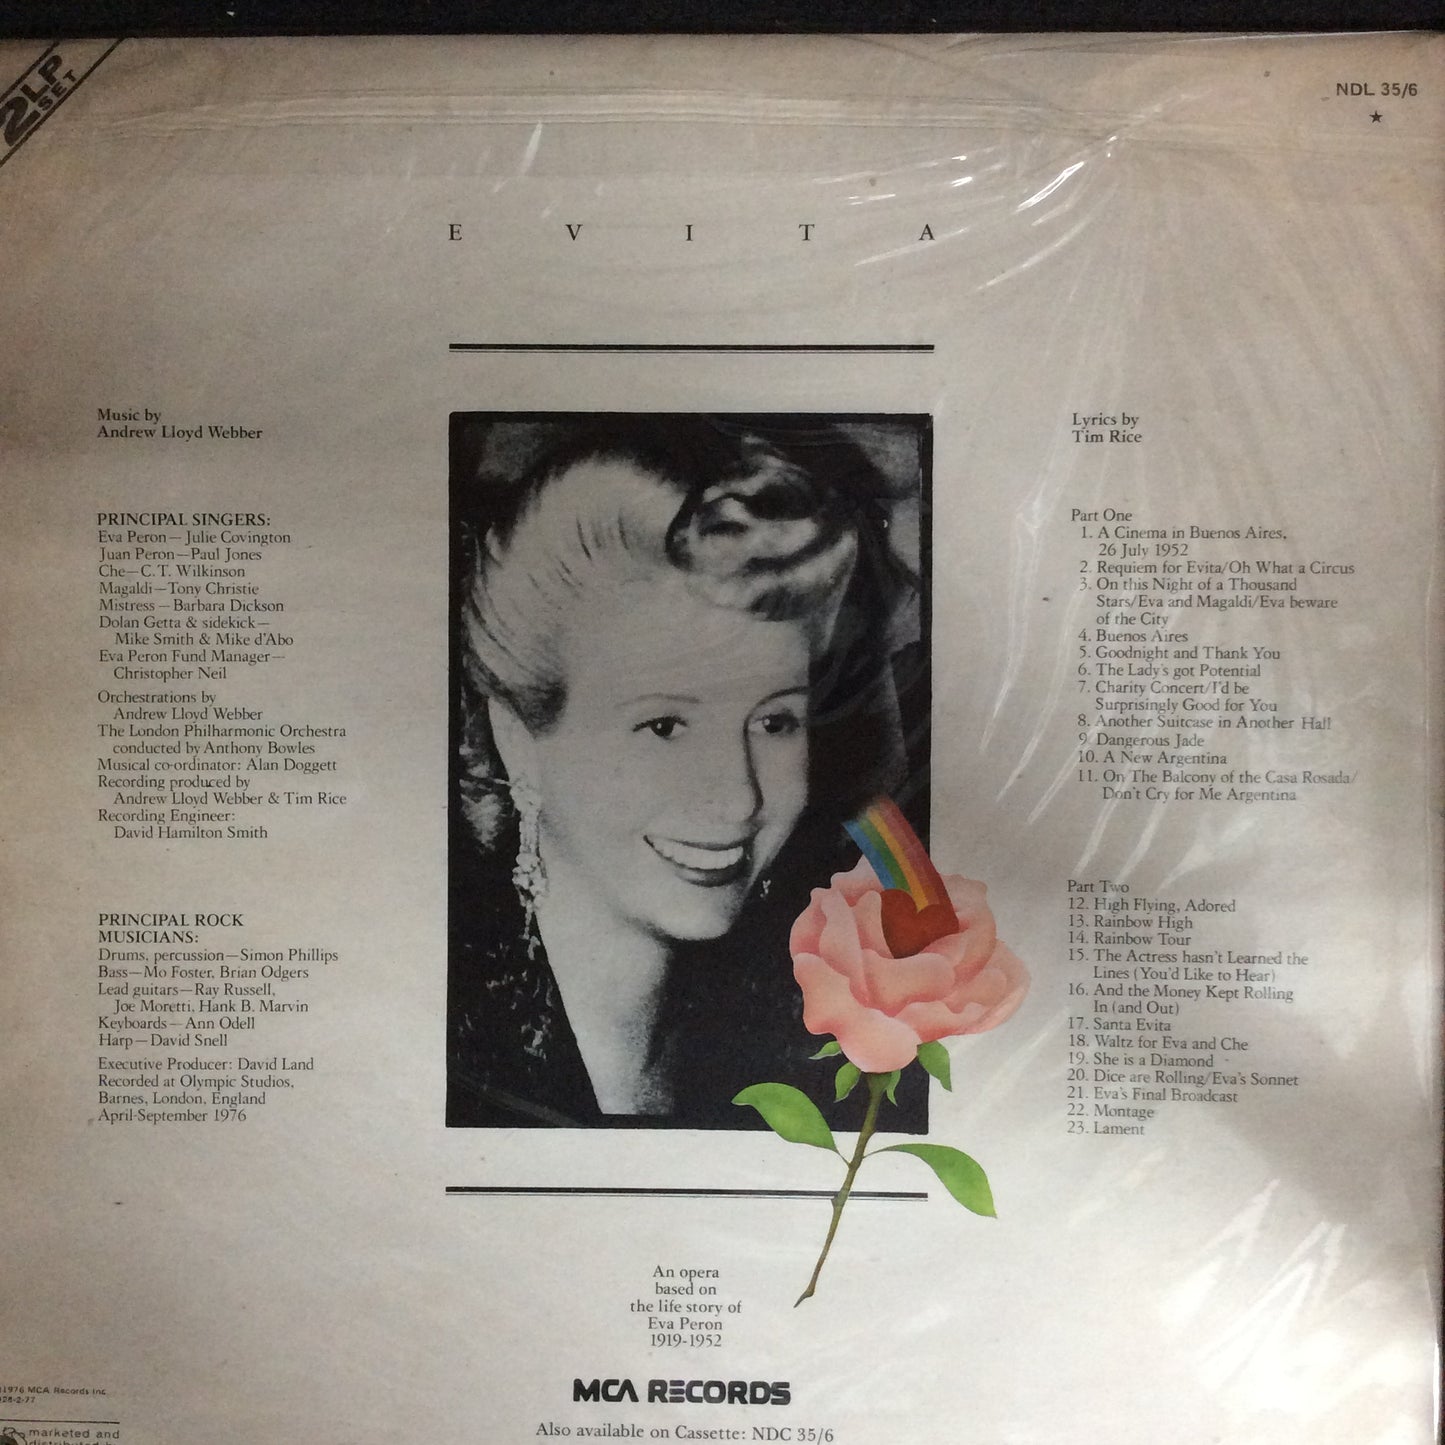 2LP
SET
NDL 35/6
★
E V I T A
Music by
Andrew Lloyd Webber
PRINCIPAL SINGERS:
Eva Peron—Julie Covington
Juan Peron—Paul Jones
Che—C.T. Wilkinson
Magaldi—Tony Christie
Mistress—Barbara Dickson
Dolan Getta & sidekick—
Mike Smith & Mike d'Abo
Eva Peron Fund Manager—
Christopher Neil
Orchestrations by
Andrew Lloyd Webber
The London Philharmonic Orchestra
conducted by Anthony Bowles
Musical co-ordinator: Alan Doggett
Recording produced by
Andrew Lloyd Webber & Tim Rice
Recording Engineer:
David Hamilton Smith
PRINCIPAL ROCK
MUSICIANS:
Drums, percussion—Simon Phillips
Bass—Mo Foster, Brian Odgers
Lead guitars—Ray Russell,
Joe Moretti, Hank B. Marvin
Keyboards—Ann Odell
Harp—David Snell
Executive Producer: David Land
Recorded at Olympic Studios,
Barnes, London, England
April-September 1976
Lyrics by
Tim Rice
Part One
1. A Cinema in Buenos Aires,
26 July 1952
2. Requiem for Evita/Oh What a Circus
3. On this Night of a Thousand
Stars/Eva and Magaldi/Eva beware
of the City
4. Buenos Aires
5. Goodnight and Thank You
6. The Lady's got Potential
7. Charity Concert/I'd be
Surprisingly Good for You
8. Another Suitcase in Another Hall
9. Dangerous Jade
10. A New Argentina
11. On The Balcony of the Casa Rosada/
Don't Cry for Me Argentina
Part Two
12. High Flying, Adored
13. Rainbow High
14. Rainbow Tour
15. The Actress hasn't Learned the
Lines (You'd Like to Hear)
16. And the Money Kept Rolling
In (and Out)
17. Santa Evita
18. Waltz for Eva and Che
19. She is a Diamond
20. Dice are Rolling/Eva's Sonnet
21. Eva's Final Broadcast
22. Montage
23. Lament
An opera
based on
the life story of
Eva Peron
1919-1952
MCA RECORDS
Also available on Cassette: NDC 35/6
1976 MCA Records Inc
28-2-77
marketed and